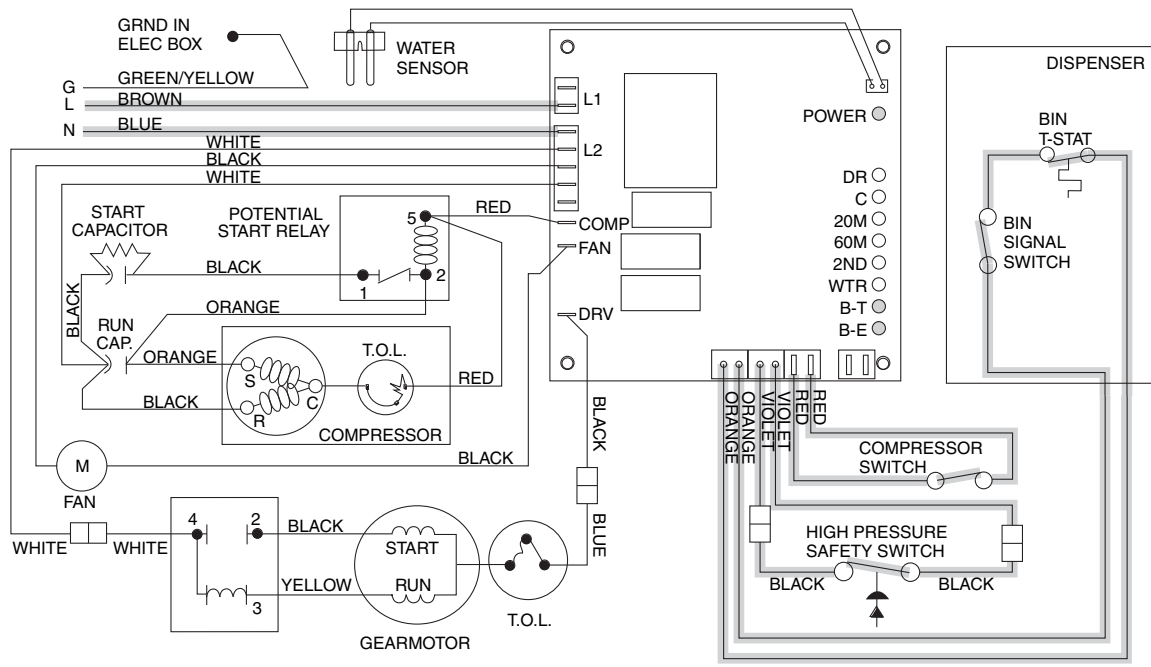 GRND IN
ELEC BOX
WATER
SENSOR
G
GREEN/YELLOW
L
BROWN
N
BLUE
WHITE
BLACK
WHITE
L1
L2
POWER
DISPENSER
BIN
T-STAT
DR
C
20M
60M
2ND
WTR
B-T
B-E
BIN
SIGNAL
SWITCH
START
CAPACITOR
POTENTIAL
START RELAY
5
RED
COMP
FAN
BLACK
1
2
ORANGE
DRV
BLACK
RUN
CAP.
ORANGE
S
T.O.L.
C
RED
BLACK
R
COMPRESSOR
BLACK
ORANGE
ORANGE
VIOLET
VIOLET
RED
RED
COMPRESSOR
SWITCH
M
FAN
BLACK
HIGH PRESSURE
SAFETY SWITCH
BLACK
BLACK
WHITE
WHITE
4
2
BLACK
START
BLUE
3
YELLOW
RUN
GEARMOTOR
T.O.L.